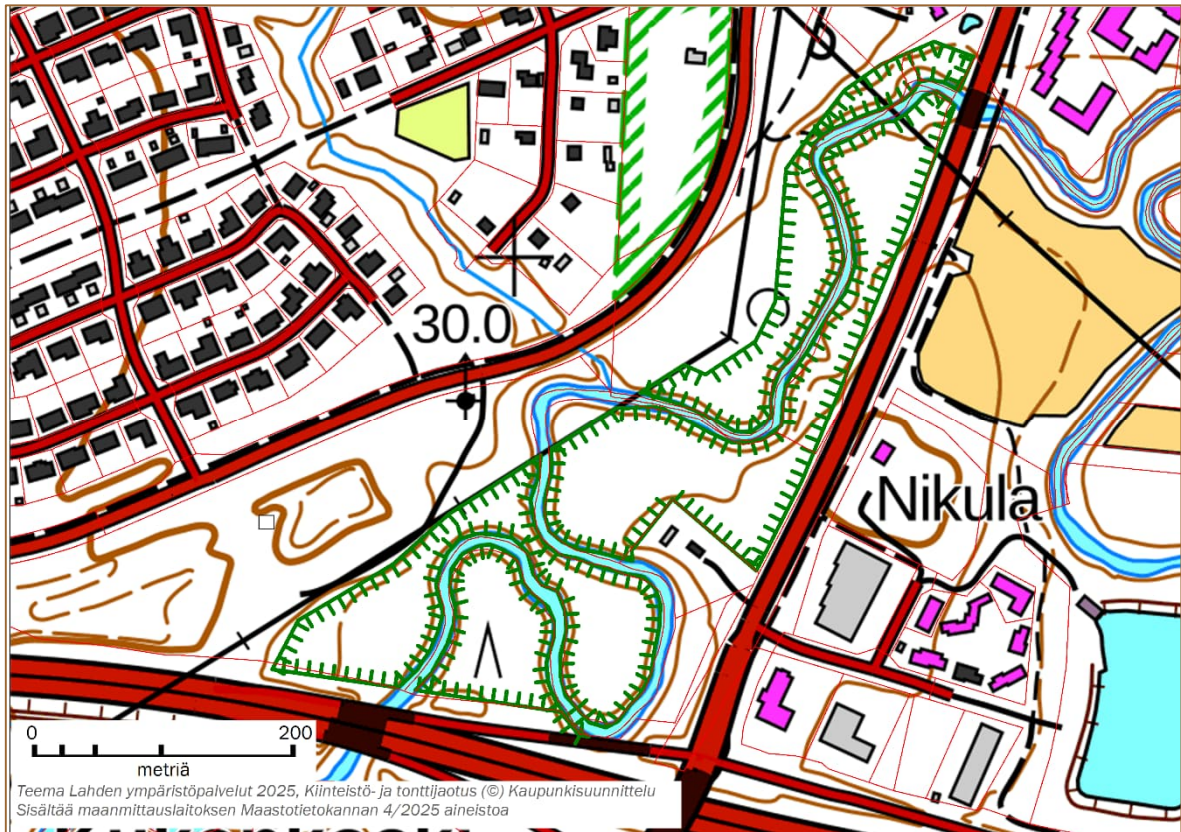 30.0
Nikula
0 200
metriä
Teema Lahden ympäristöpalvelut 2025, Kiinteistö- ja tonttijaotus (©) Kaupunkisuunnittelu
Sisältää maanmittauslaitoksen Maastotietokannan 4/2025 aineistoa